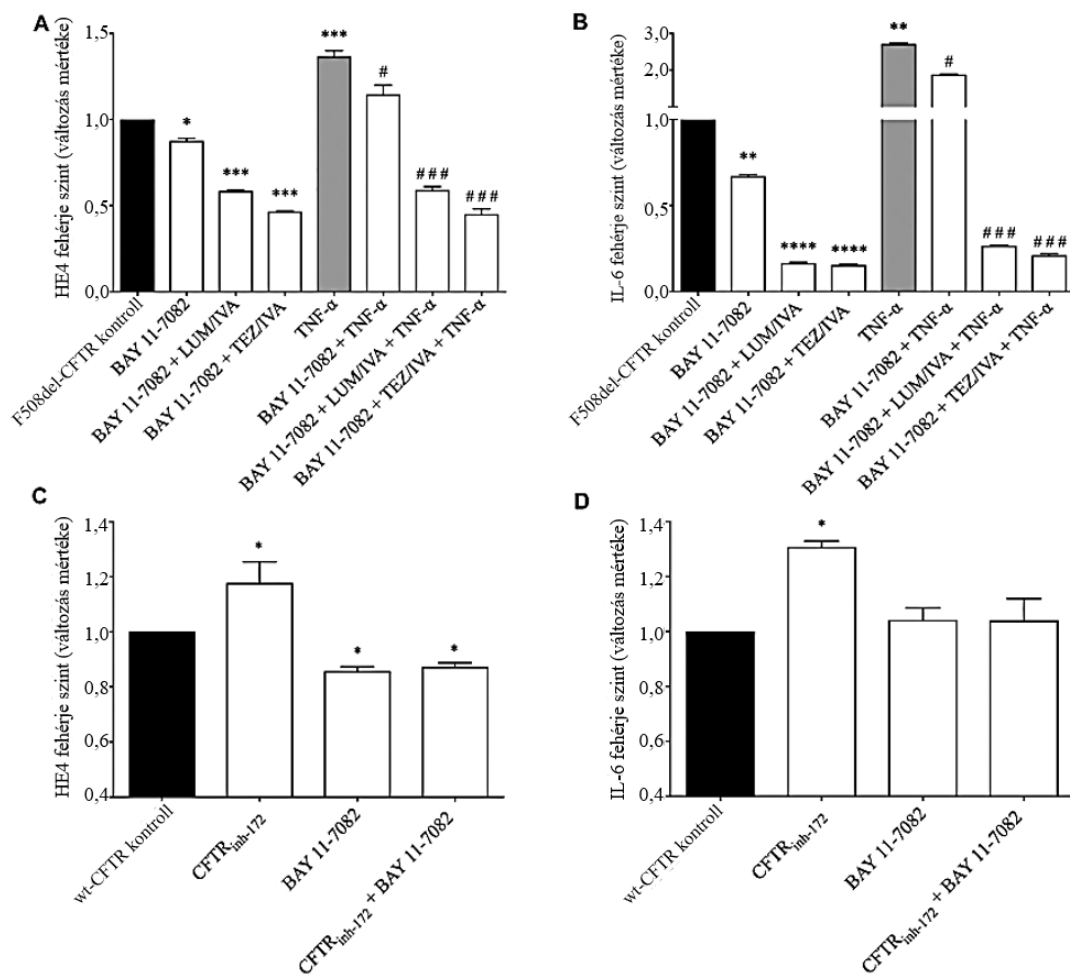 A
HE4 fehérje szint (változás mértéke)
1,5
1,0
0,5
0,0
*
***
***
***
#
###
###
F508del-CFTR kontroll
BAY 11-7082
BAY 11-7082 + LUM/IVA
BAY 11-7082 + TEZ/IVA
TNF-α
BAY 11-7082 + TNF-α
BAY 11-7082 + LUM/IVA + TNF-α
BAY 11-7082 + TEZ/IVA + TNF-α
B
IL-6 fehérje szint (változás mértéke)
3,0
2,0
1,0
0,5
0,0
**
****
****
**
#
###
###
F508del-CFTR kontroll
BAY 11-7082
BAY 11-7082 + LUM/IVA
BAY 11-7082 + TEZ/IVA
TNF-α
BAY 11-7082 + TNF-α
BAY 11-7082 + LUM/IVA + TNF-α
BAY 11-7082 + TEZ/IVA + TNF-α
C
HE4 fehérje szint (változás mértéke)
1,4
1,2
1,0
0,8
0,6
0,4
*
*
*
wt-CFTR kontroll
CFTRinh-172
BAY 11-7082
CFTRinh-172 + BAY 11-7082
D
IL-6 fehérje szint (változás mértéke)
1,4
1,2
1,0
0,8
0,6
0,4
*
wt-CFTR kontroll
CFTRinh-172
BAY 11-7082
CFTRinh-172 + BAY 11-7082